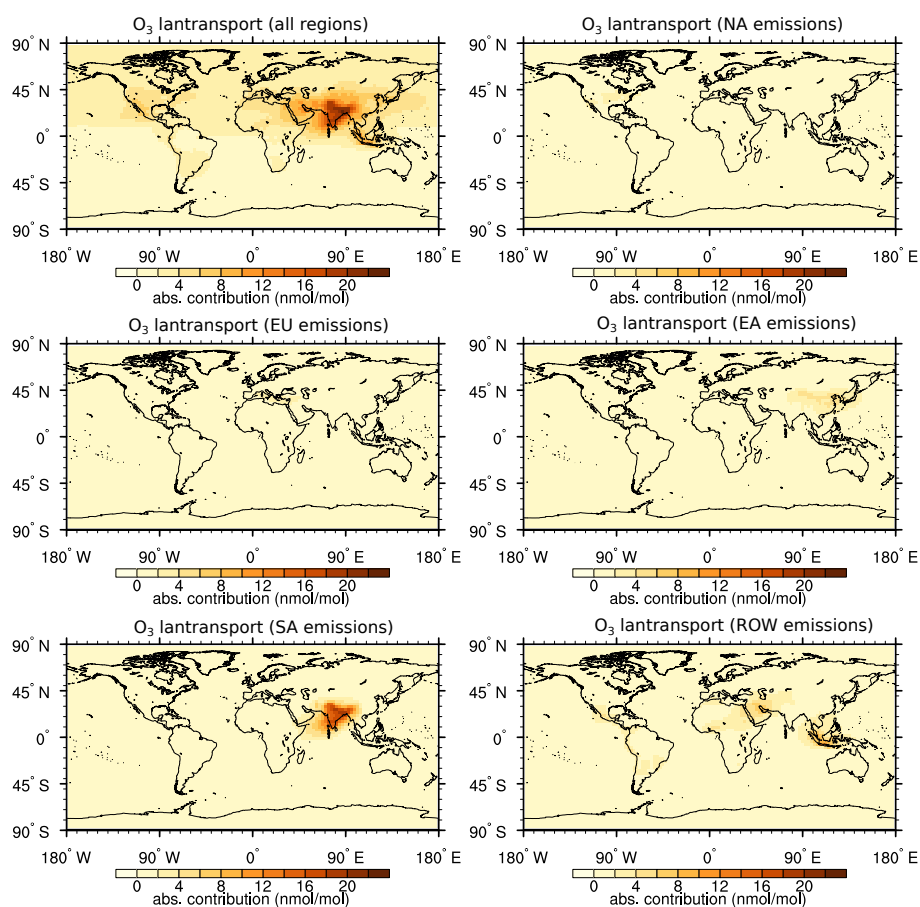 O₃ lantransport (all regions)
90° N
45° N
0°
45° S
90° S
180° W 90° W 0° 90° E 180° E
0 4 8 12 16 20
abs. contribution (nmol/mol)
O₃ lantransport (NA emissions)
90° N
45° N
0°
45° S
90° S
180° W 90° W 0° 90° E 180° E
0 4 8 12 16 20
abs. contribution (nmol/mol)
O₃ lantransport (EU emissions)
90° N
45° N
0°
45° S
90° S
180° W 90° W 0° 90° E 180° E
0 4 8 12 16 20
abs. contribution (nmol/mol)
O₃ lantransport (EA emissions)
90° N
45° N
0°
45° S
90° S
180° W 90° W 0° 90° E 180° E
0 4 8 12 16 20
abs. contribution (nmol/mol)
O₃ lantransport (SA emissions)
90° N
45° N
0°
45° S
90° S
180° W 90° W 0° 90° E 180° E
0 4 8 12 16 20
abs. contribution (nmol/mol)
O₃ lantransport (ROW emissions)
90° N
45° N
0°
45° S
90° S
180° W 90° W 0° 90° E 180° E
0 4 8 12 16 20
abs. contribution (nmol/mol)